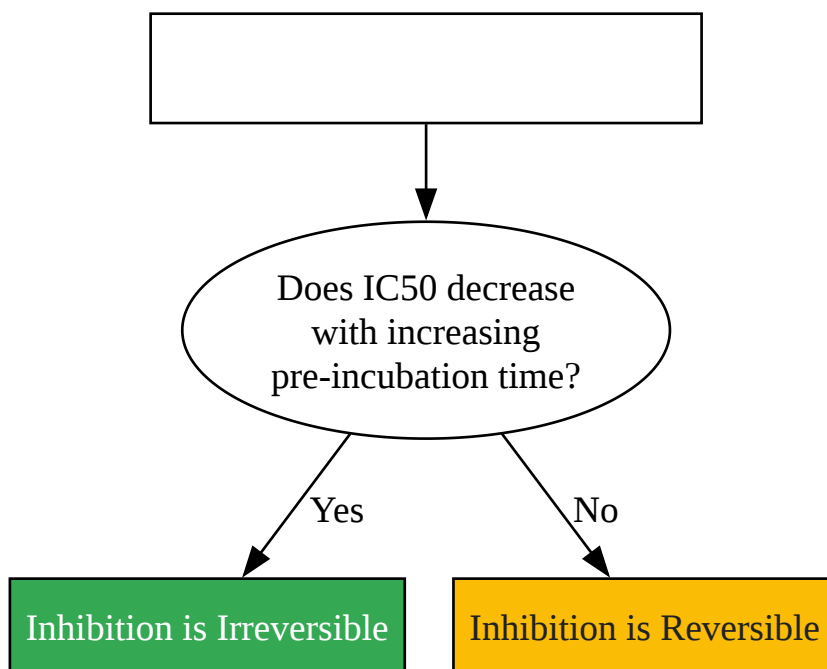 Does IC50 decrease
with increasing
pre-incubation time?
Yes
No
Inhibition is Irreversible
Inhibition is Reversible